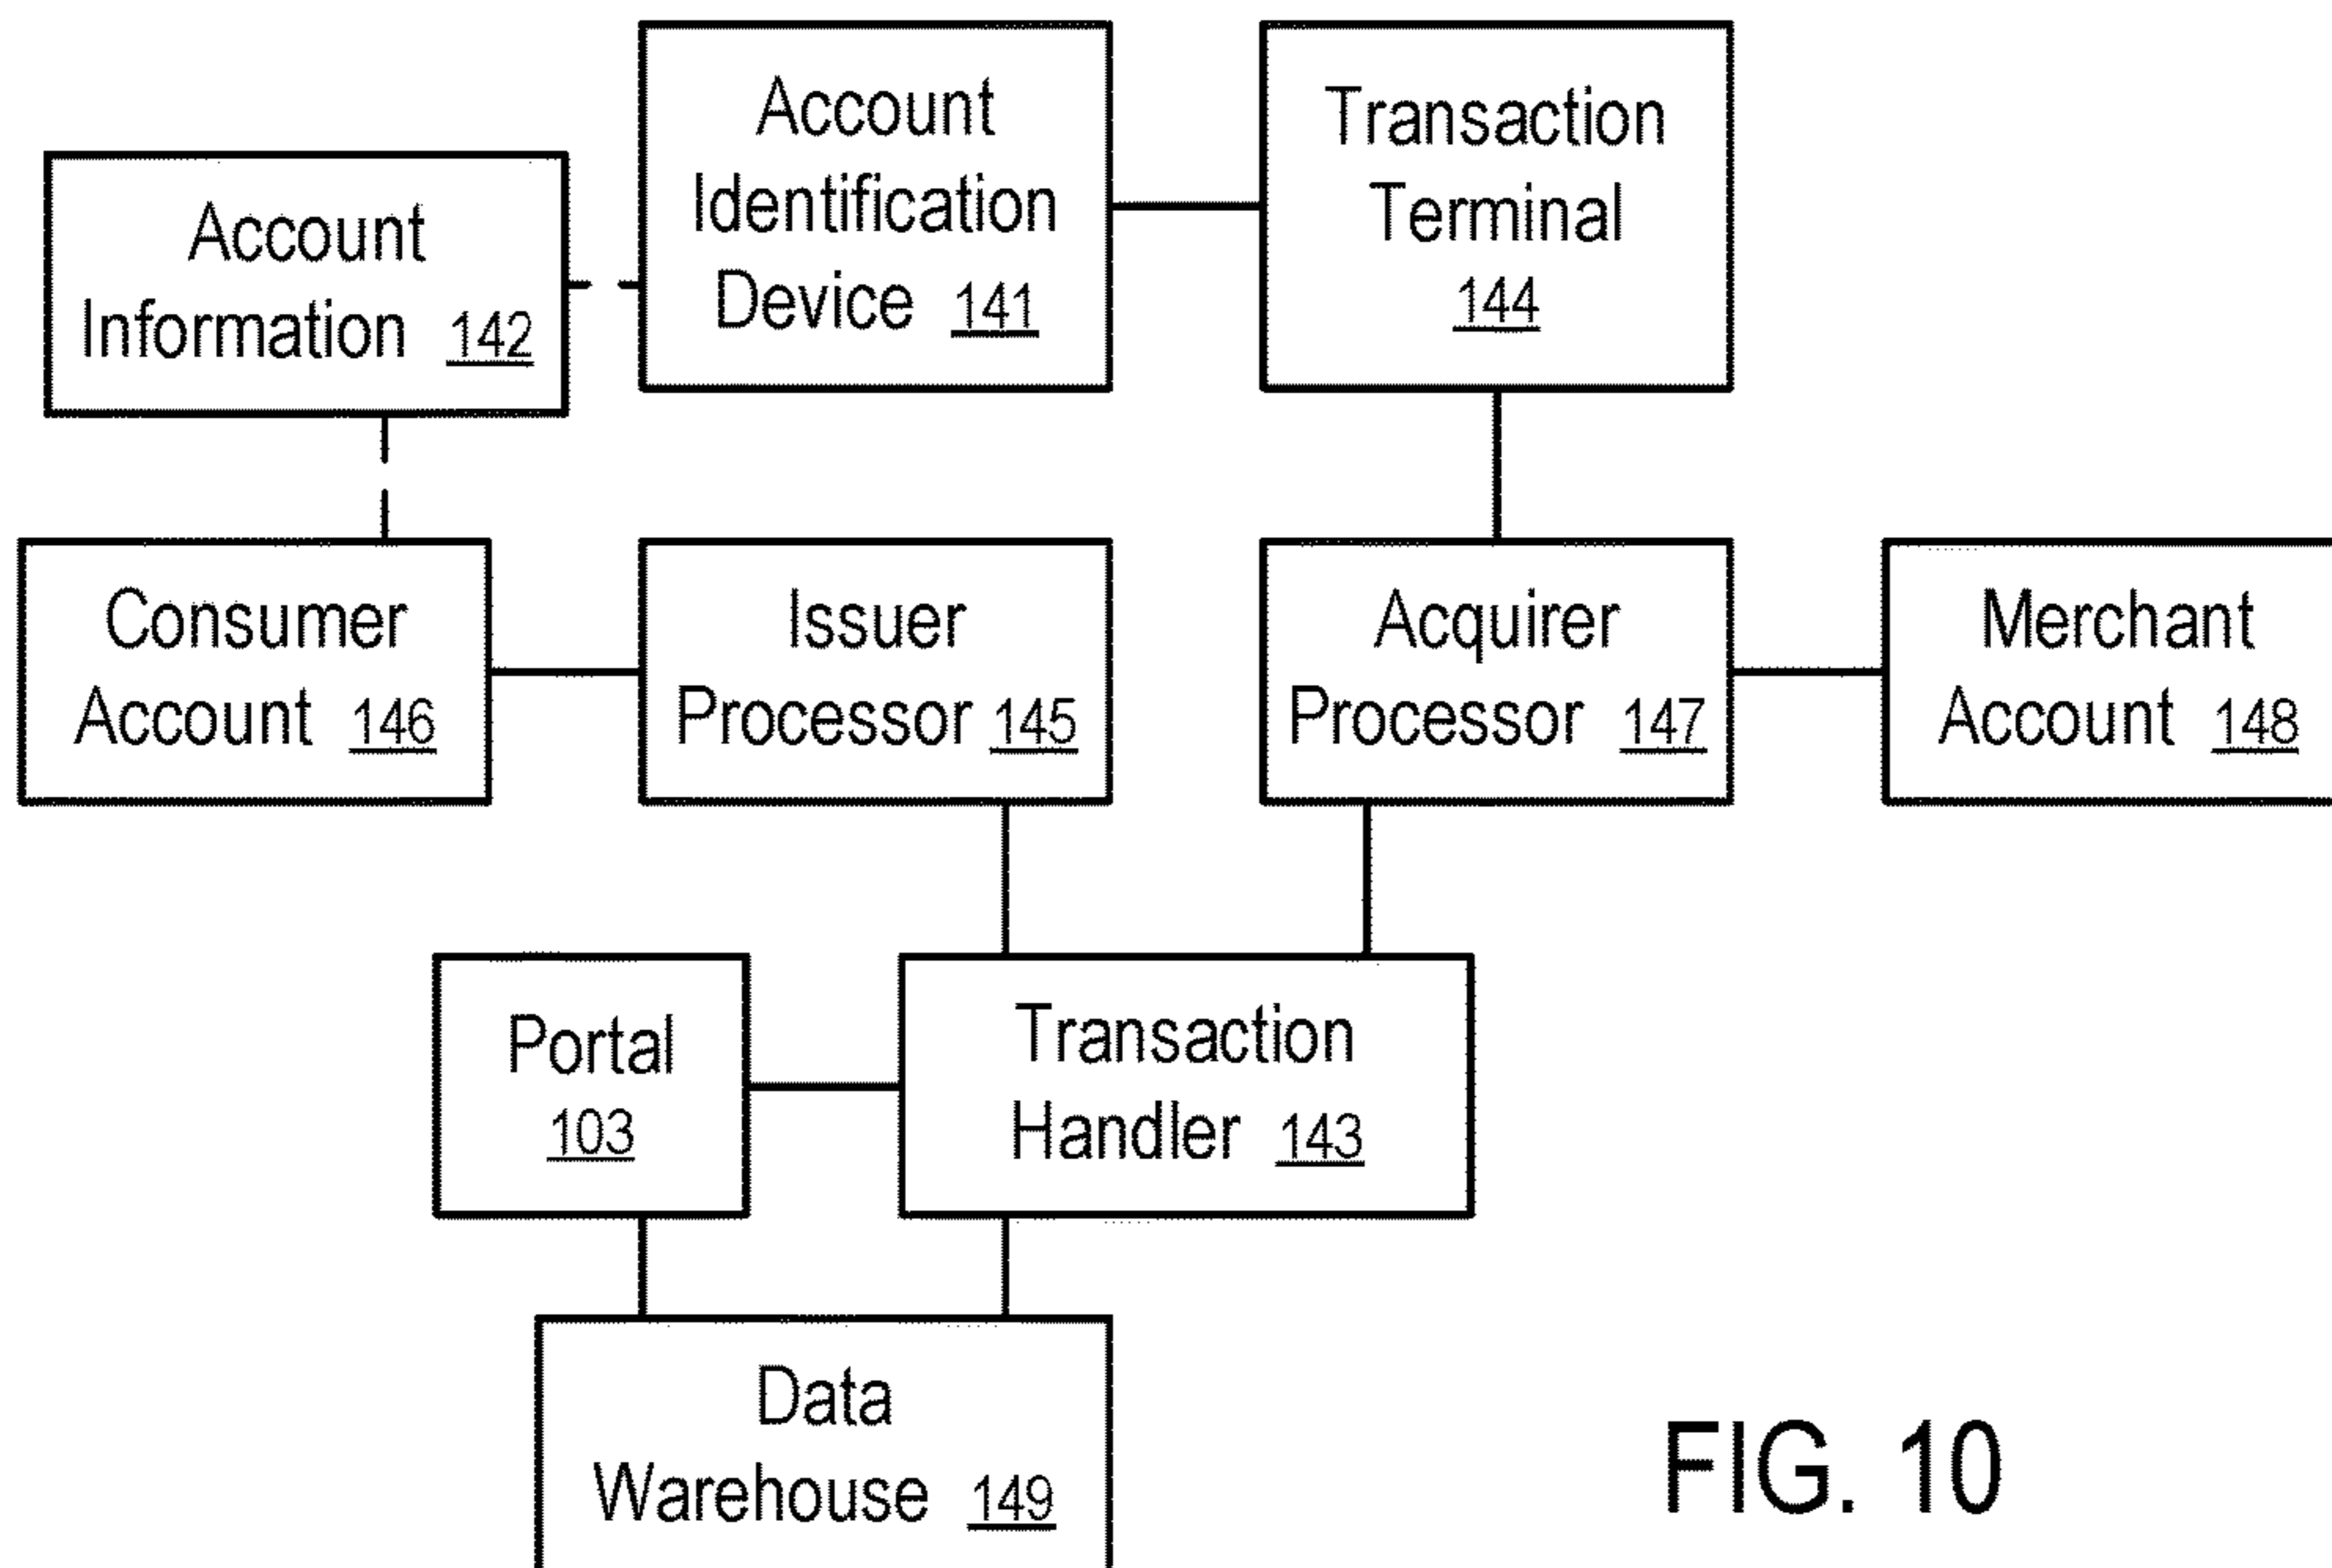 Account
Identification
Device 141
Transaction
Terminal
144
Account
Information 142
Consumer
Account 146
Issuer
Processor 145
Acquirer
Processor 147
Merchant
Account 148
Portal
103
Transaction
Handler 143
Data
Warehouse 149
FIG. 10